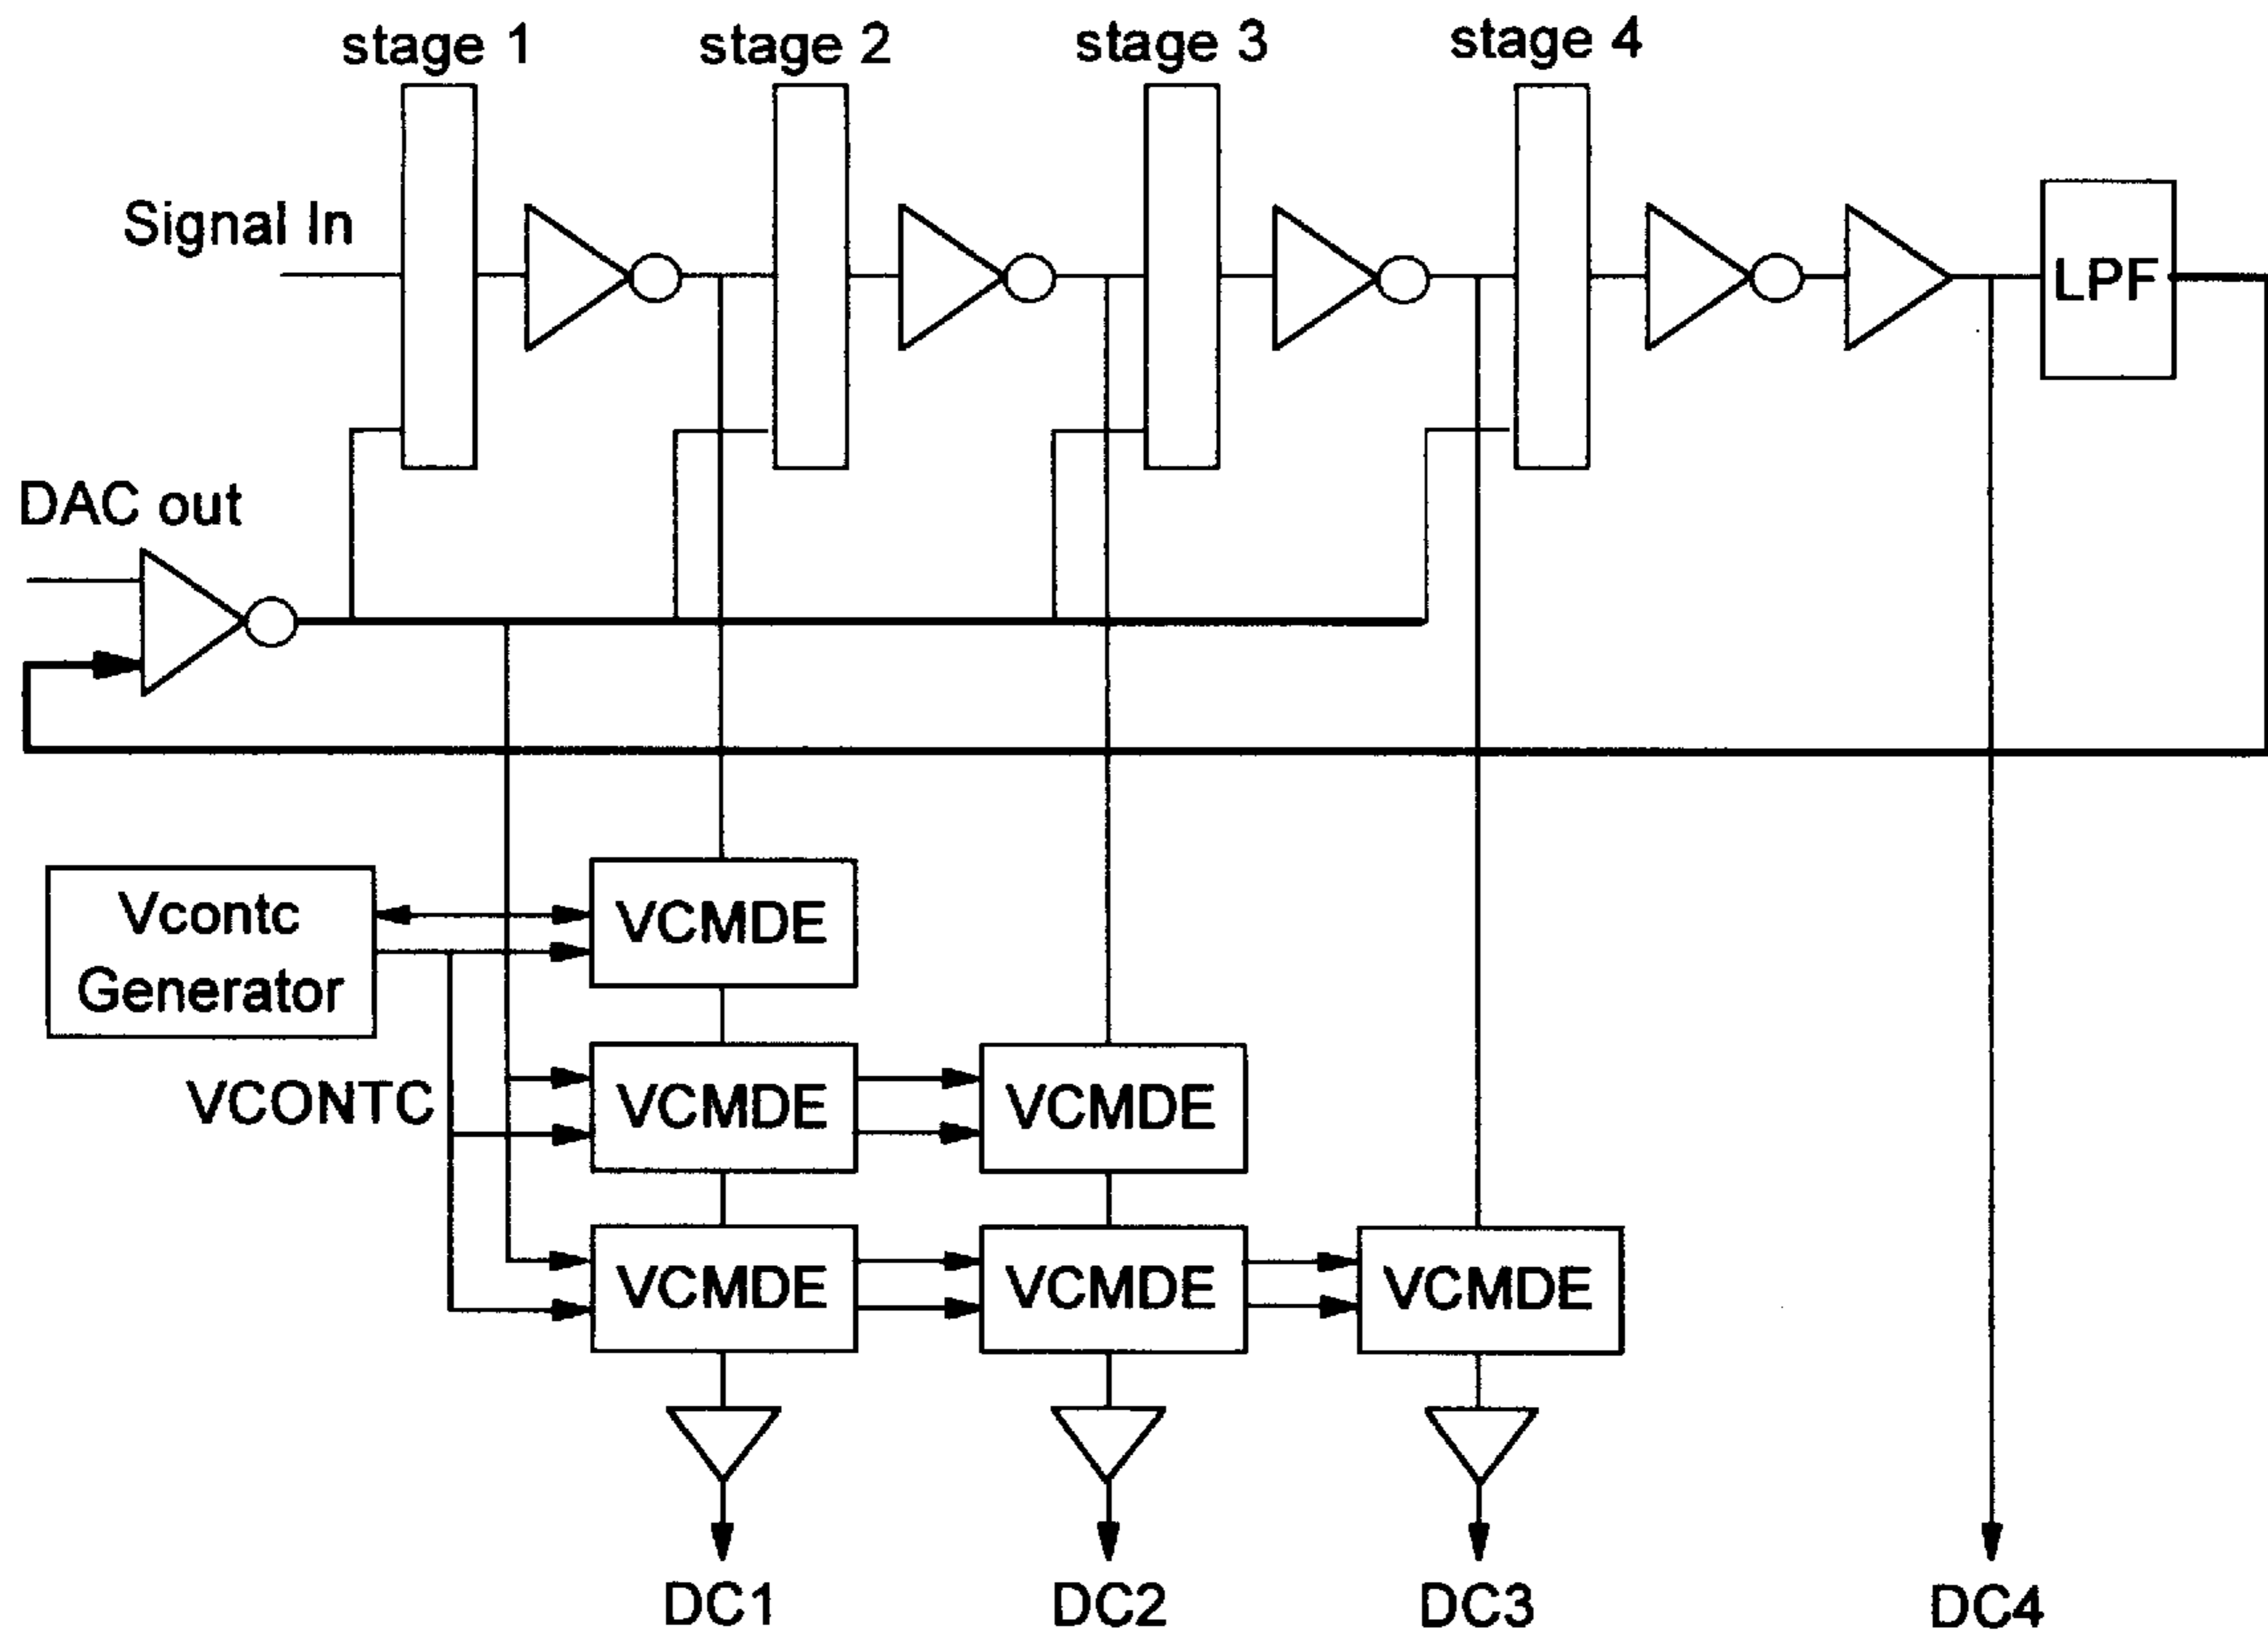 stage 1
stage 2
stage 3
stage 4
Signal In
LPF
DAC out
Vcontc
Generator
VCMDE
VCONTC
VCMDE
VCMDE
VCMDE
VCMDE
VCMDE
DC1
DC2
DC3
DC4